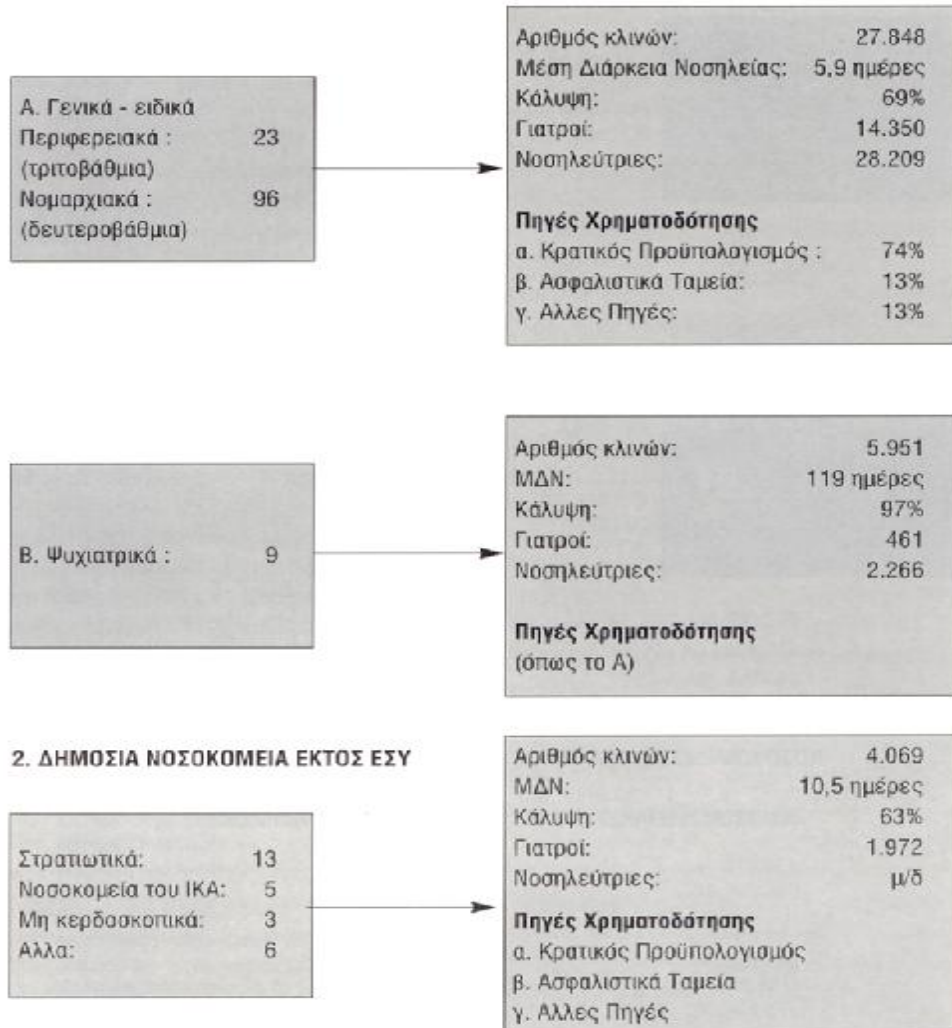 Α. Γενικά - ειδικά
Περιφερειακά : 23
(τριτοβάθμια)
Νομαρχιακά : 96
(δευτεροβάθμια)
Αριθμός κλινών: 27.848
Μέση Διάρκεια Νοσηλείας: 5,9 ημέρες
Κάλυψη: 69%
Γιατροί: 14.350
Νοσηλεύτριες: 28.209
Πηγές Χρηματοδότησης
α. Κρατικός Προϋπολογισμός : 74%
β. Ασφαλιστικά Ταμεία: 13%
γ. Αλλες Πηγές: 13%
Β. Ψυχιατρικά : 9
Αριθμός κλινών: 5.951
ΜΔΝ: 119 ημέρες
Κάλυψη: 97%
Γιατροί: 461
Νοσηλεύτριες: 2.266
Πηγές Χρηματοδότησης
(όπως το Α)
2. ΔΗΜΟΣΙΑ ΝΟΣΟΚΟΜΕΙΑ ΕΚΤΟΣ ΕΣΥ
Στρατιωτικά: 13
Νοσοκομεία του ΙΚΑ: 5
Μη κερδοσκοπικά: 3
Αλλα: 6
Αριθμός κλινών: 4.069
ΜΔΝ: 10,5 ημέρες
Κάλυψη: 63%
Γιατροί: 1.972
Νοσηλεύτριες: μ/δ
Πηγές Χρηματοδότησης
α. Κρατικός Προϋπολογισμός
β. Ασφαλιστικά Ταμεία
γ. Αλλες Πηγές